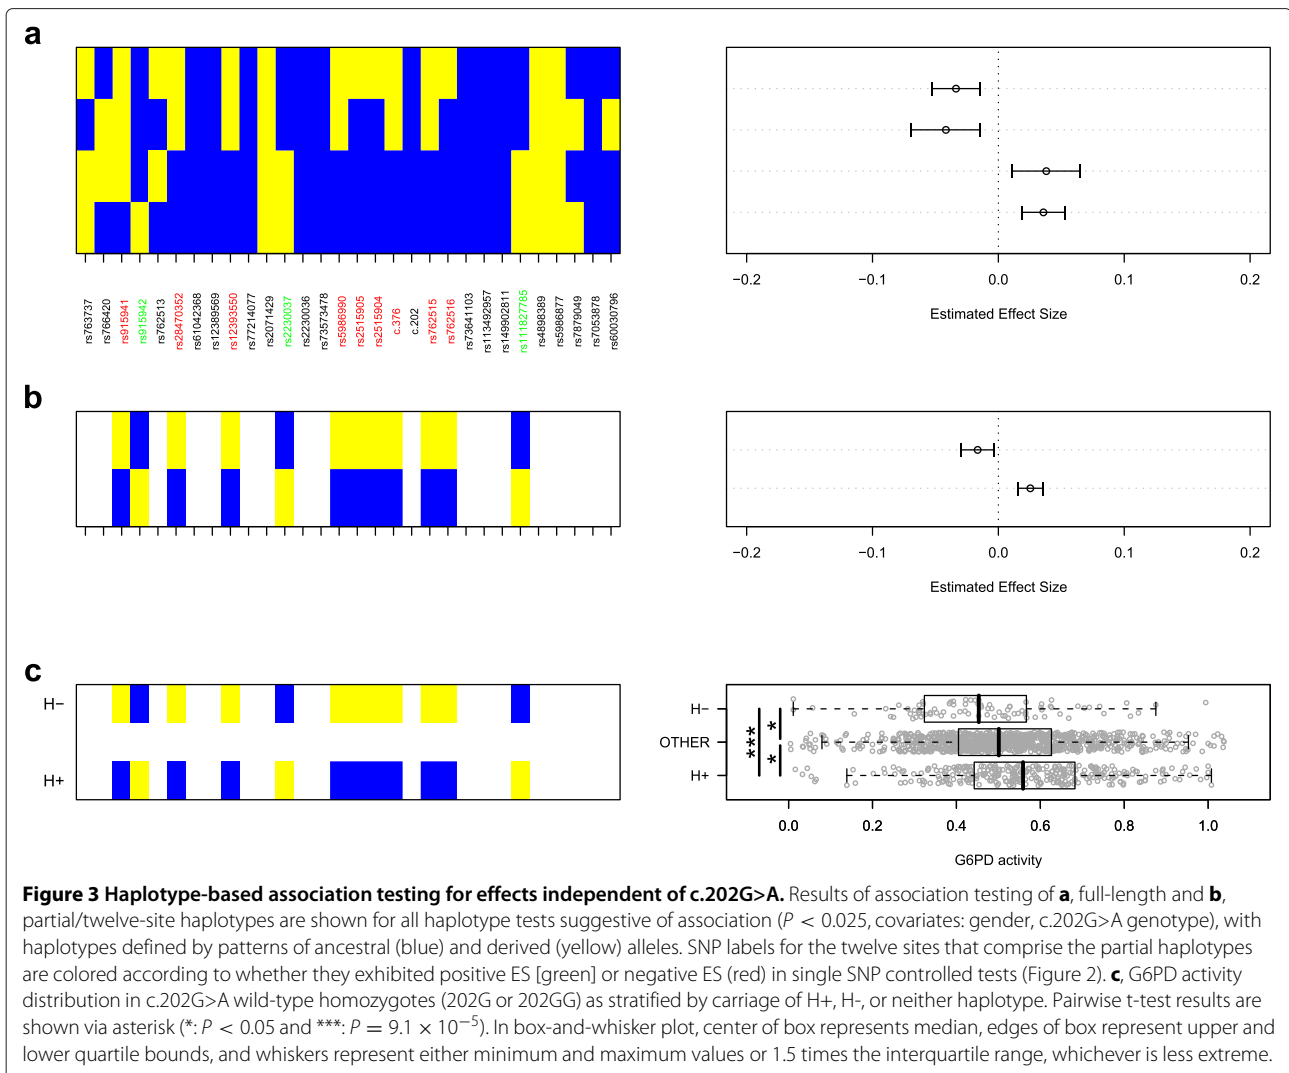 a
−0.2 −0.1 0.0 0.1 0.2
Estimated Effect Size
rs763737
rs766420
rs915941
rs915942
rs762513
rs28470352
rs61042368
rs12389569
rs12393550
rs77214077
rs2071429
rs2230037
rs2230036
rs73573478
rs5986990
rs2515905
rs2515904
c.376
c.202
rs762515
rs762516
rs73641103
rs113492957
rs149902811
rs111827785
rs4898389
rs5986877
rs7879049
rs7053878
rs60030796
b
−0.2 −0.1 0.0 0.1 0.2
Estimated Effect Size
c
H−
H+
H−
OTHER
H+
***
*
*
0.0 0.2 0.4 0.6 0.8 1.0
G6PD activity
Figure 3 Haplotype-based association testing for effects independent of c.202G>A. Results of association testing of a, full-length and b,
partial/twelve-site haplotypes are shown for all haplotype tests suggestive of association (P < 0.025, covariates: gender, c.202G>A genotype), with
haplotypes defined by patterns of ancestral (blue) and derived (yellow) alleles. SNP labels for the twelve sites that comprise the partial haplotypes
are colored according to whether they exhibited positive ES [green] or negative ES (red) in single SNP controlled tests (Figure 2). c, G6PD activity
distribution in c.202G>A wild-type homozygotes (202G or 202GG) as stratified by carriage of H+, H-, or neither haplotype. Pairwise t-test results are
shown via asterisk (*: P < 0.05 and ***: P = 9.1 × 10⁻⁵). In box-and-whisker plot, center of box represents median, edges of box represent upper and
lower quartile bounds, and whiskers represent either minimum and maximum values or 1.5 times the interquartile range, whichever is less extreme.